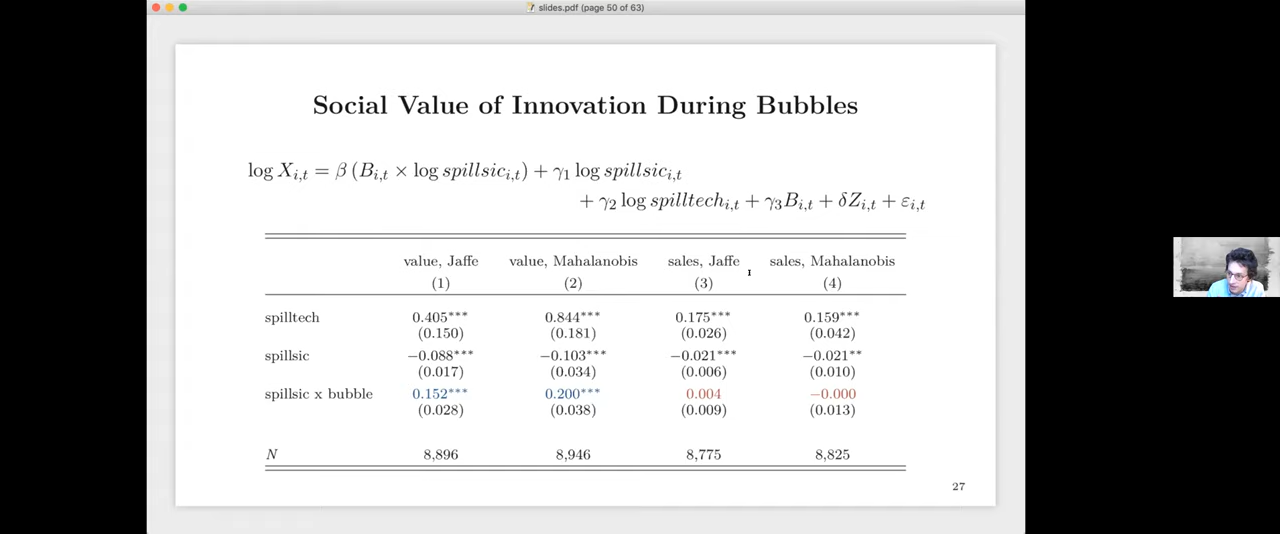 slides.pdf (page 50 of 63)
Social Value of Innovation During Bubbles
log X_{i,t} = β (B_{i,t} × log spillsic_{i,t}) + γ_1 log spillsic_{i,t}
+ γ_2 log spilltech_{i,t} + γ_3 B_{i,t} + δZ_{i,t} + ε_{i,t}
value, Jaffe value, Mahalanobis sales, Jaffe sales, Mahalanobis
(1) (2) (3) (4)
spilltech 0.405*** 0.844*** 0.175*** 0.159***
(0.150) (0.181) (0.026) (0.042)
spillsic −0.088*** −0.103*** −0.021*** −0.021**
(0.017) (0.034) (0.006) (0.010)
spillsic x bubble 0.152*** 0.200*** 0.004 −0.000
(0.028) (0.038) (0.009) (0.013)
N 8,896 8,946 8,775 8,825
27